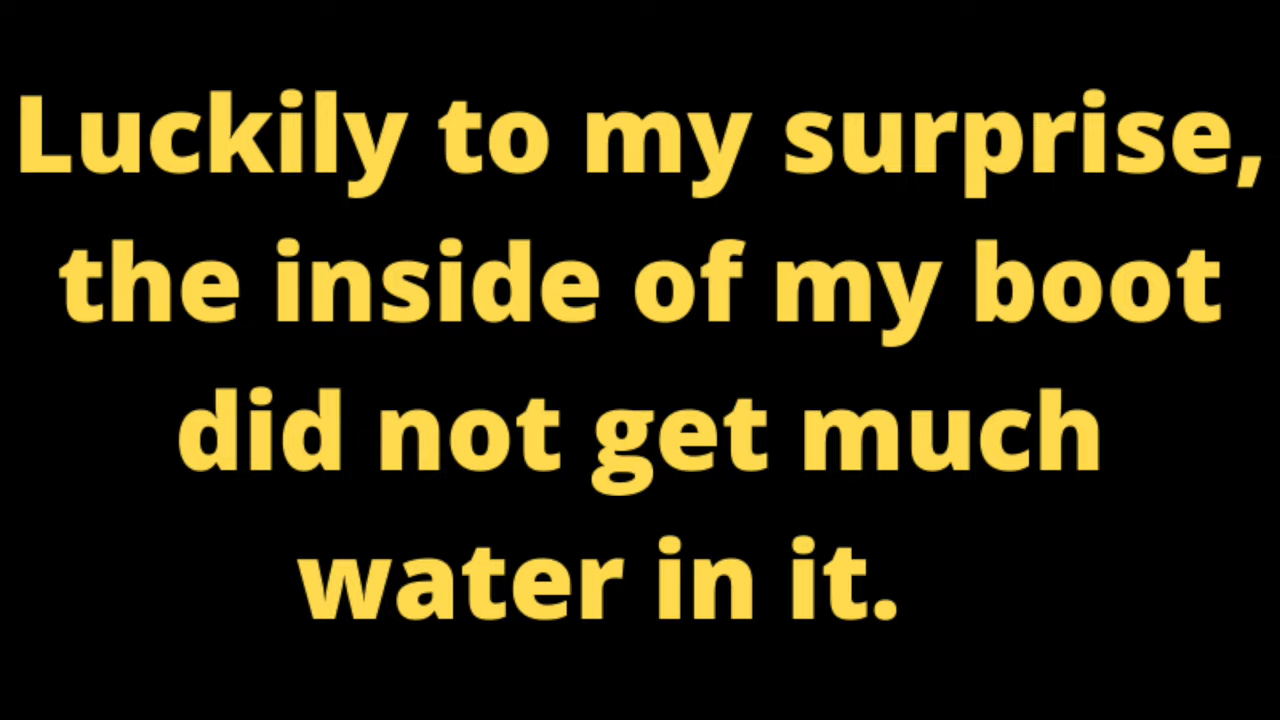 Luckily to my surprise,
the inside of my boot
did not get much
water in it.